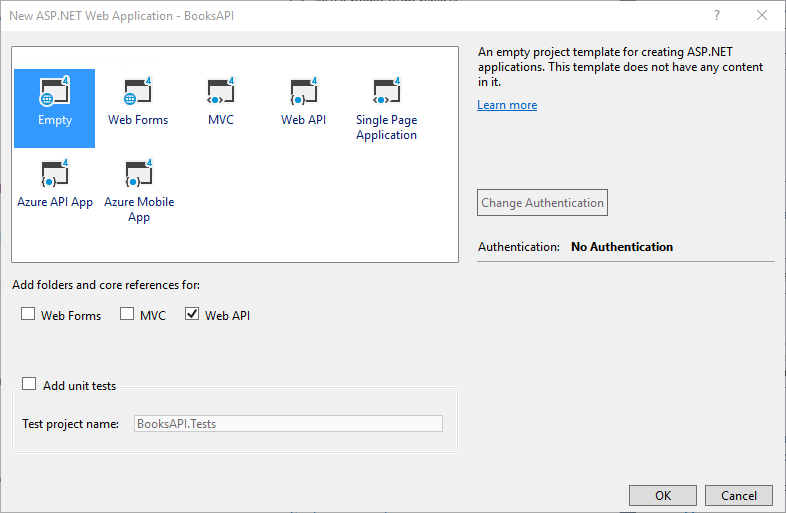 New ASP.NET Web Application - BooksAPI
?
4
Empty
4
Web Forms
4
MVC
4
Web API
4
Single Page
Application
4
Azure API App
4
Azure Mobile
App
An empty project template for creating ASP.NET
applications. This template does not have any content
in it.
Learn more
Change Authentication
Authentication: No Authentication
Add folders and core references for:
Web Forms MVC Web API
Add unit tests
Test project name: BooksAPI.Tests
OK Cancel